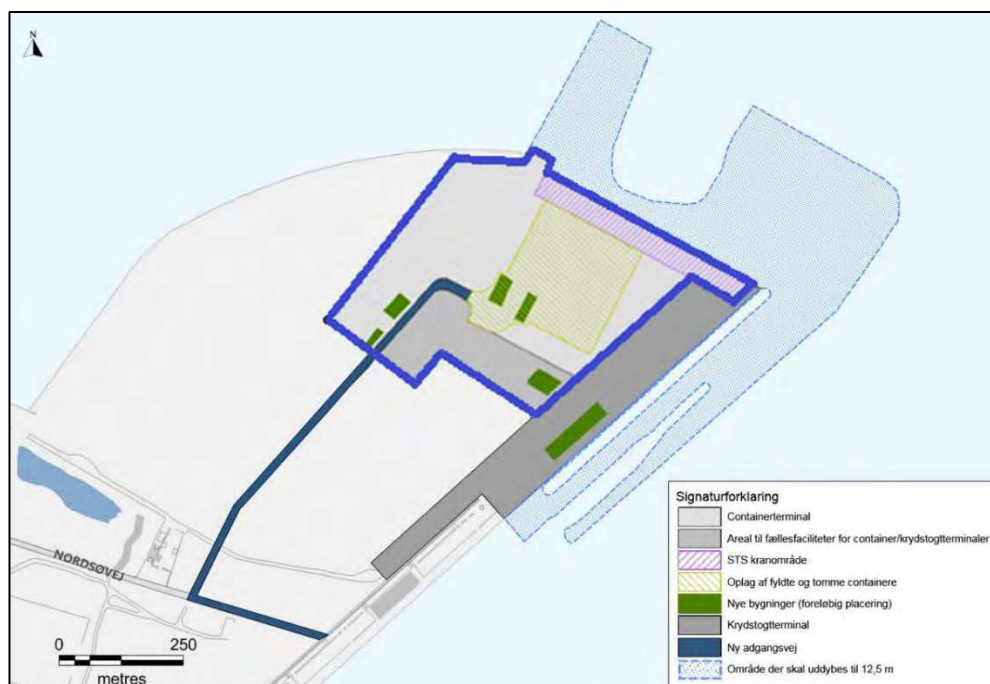 N
NORDSØVEJ
0 250
metres
Signaturforklaring
Containerterminal
Areal til fællesfaciliteter for container/krydstogtterminaler
STS kranområde
Oplag af fyldte og tomme containere
Nye bygninger (foreløbig placering)
Krydstogtterminal
Ny adgangsvej
Område der skal uddybes til 12,5 m